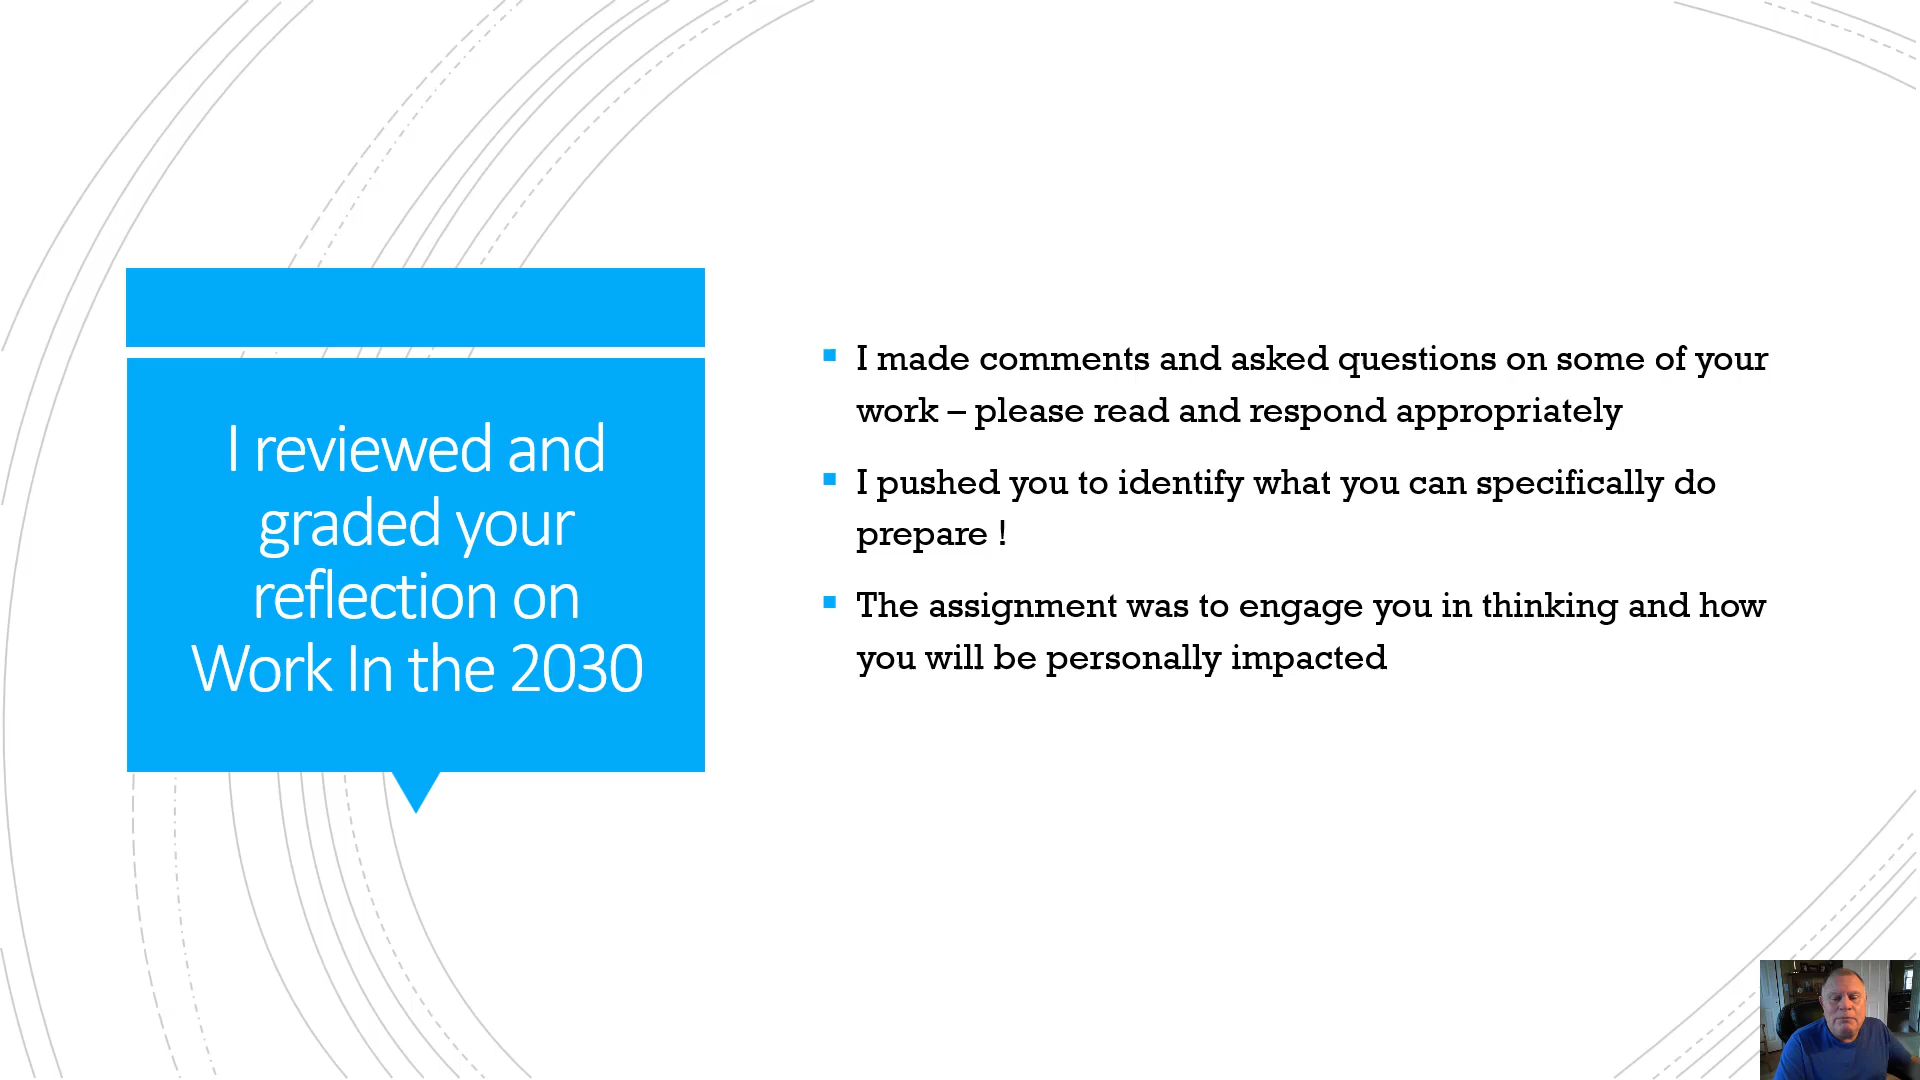 I reviewed and
graded your
reflection on
Work In the 2030
I made comments and asked questions on some of your
work – please read and respond appropriately
I pushed you to identify what you can specifically do
prepare !
The assignment was to engage you in thinking and how
you will be personally impacted